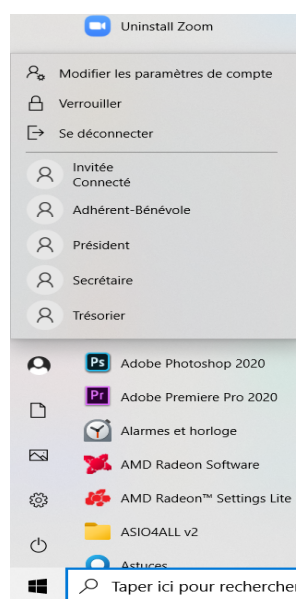 Uninstall Zoom
Modifier les paramètres de compte
Verrouiller
Se déconnecter
Invitée
Connecté
Adhérent-Bénévole
Président
Secrétaire
Trésorier
Ps Adobe Photoshop 2020
Pr Adobe Premiere Pro 2020
Alarmes et horloge
AMD Radeon Software
AMD Radeon™ Settings Lite
ASIO4ALL v2
Astuces
Taper ici pour rechercher